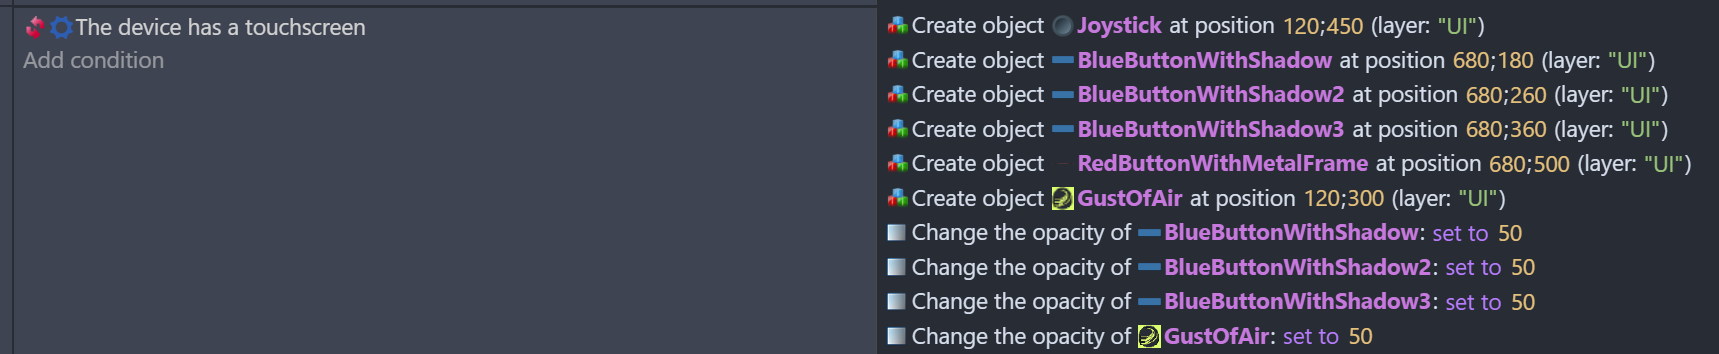 The device has a touchscreen
Add condition
Create object Joystick at position 120;450 (layer: "UI")
Create object BlueButtonWithShadow at position 680;180 (layer: "UI")
Create object BlueButtonWithShadow2 at position 680;260 (layer: "UI")
Create object BlueButtonWithShadow3 at position 680;360 (layer: "UI")
Create object RedButtonWithMetalFrame at position 680;500 (layer: "UI")
Create object GustOfAir at position 120;300 (layer: "UI")
Change the opacity of BlueButtonWithShadow: set to 50
Change the opacity of BlueButtonWithShadow2: set to 50
Change the opacity of BlueButtonWithShadow3: set to 50
Change the opacity of GustOfAir: set to 50